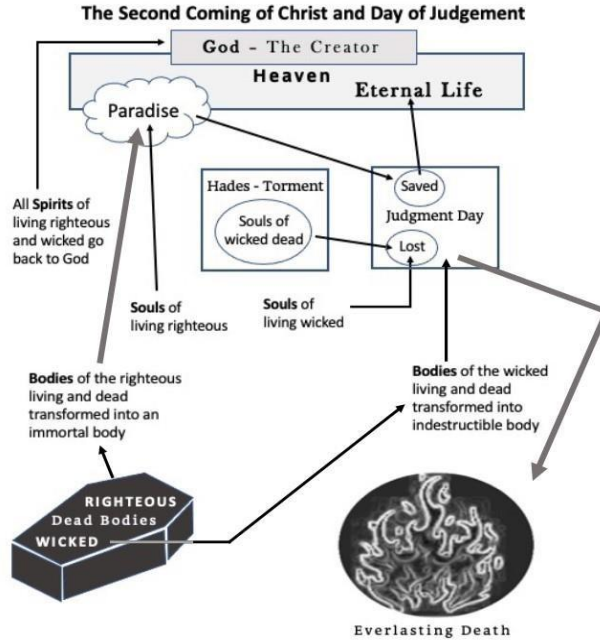 The Second Coming of Christ and Day of Judgement
God - The Creator
Heaven
Eternal Life
Paradise
All Spirits of
living righteous
and wicked go
back to God
Hades - Torment
Souls of
wicked dead
Saved
Judgment Day
Lost
Souls of
living righteous
Souls of
living wicked
Bodies of the righteous
living and dead
transformed into an
immortal body
Bodies of the wicked
living and dead
transformed into
indestructible body
RIGHTEOUS
Dead Bodies
WICKED
Everlasting Death